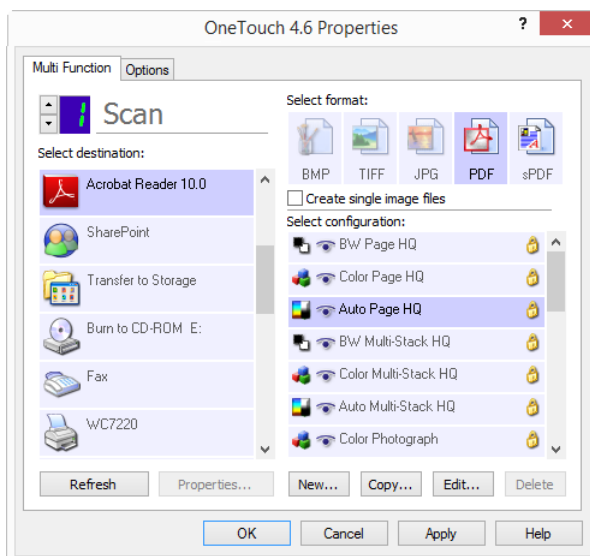 OneTouch 4.6 Properties
?
Multi Function
Options
1
Scan
Select destination:
Acrobat Reader 10.0
SharePoint
Transfer to Storage
Burn to CD-ROM E:
Fax
WC7220
Refresh
Properties...
Select format:
BMP TIFF JPG PDF sPDF
Create single image files
Select configuration:
BW Page HQ
Color Page HQ
Auto Page HQ
BW Multi-Stack HQ
Color Multi-Stack HQ
Auto Multi-Stack HQ
Color Photograph
New... Copy... Edit... Delete
OK Cancel Apply Help